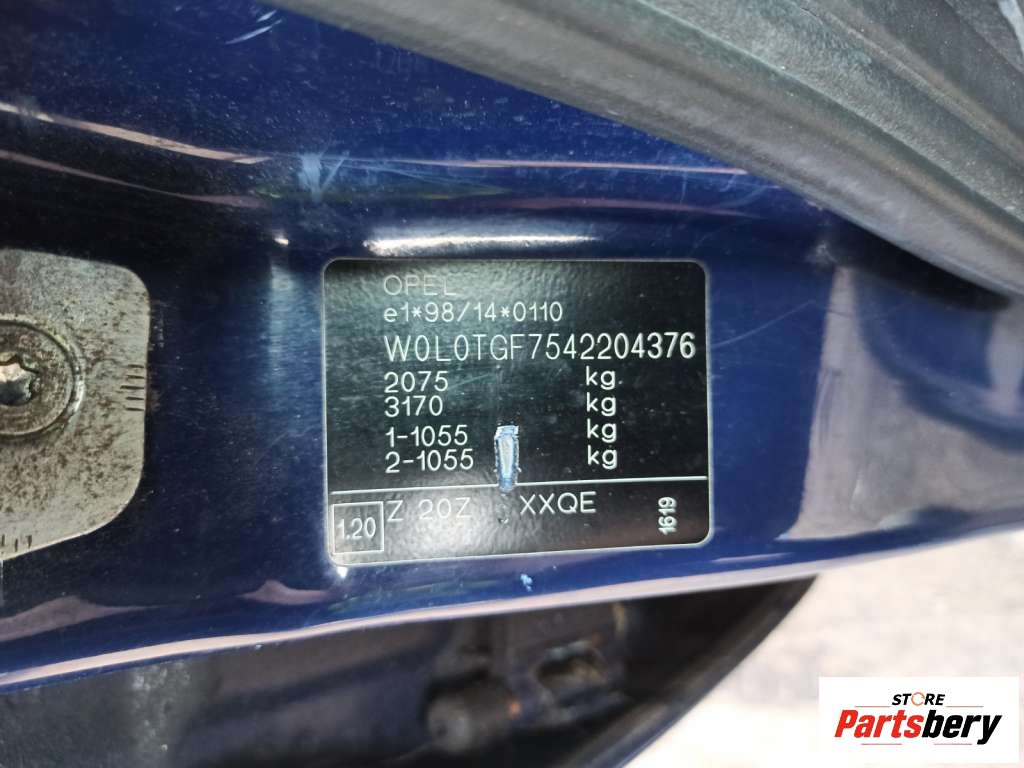 OPEL
e1*98/14*0110
W0L0TGF7542204376
2075 kg
3170 kg
1-1055 kg
2-1055 kg
1.20 Z 20Z XXQE 1619
STORE
Partsbery